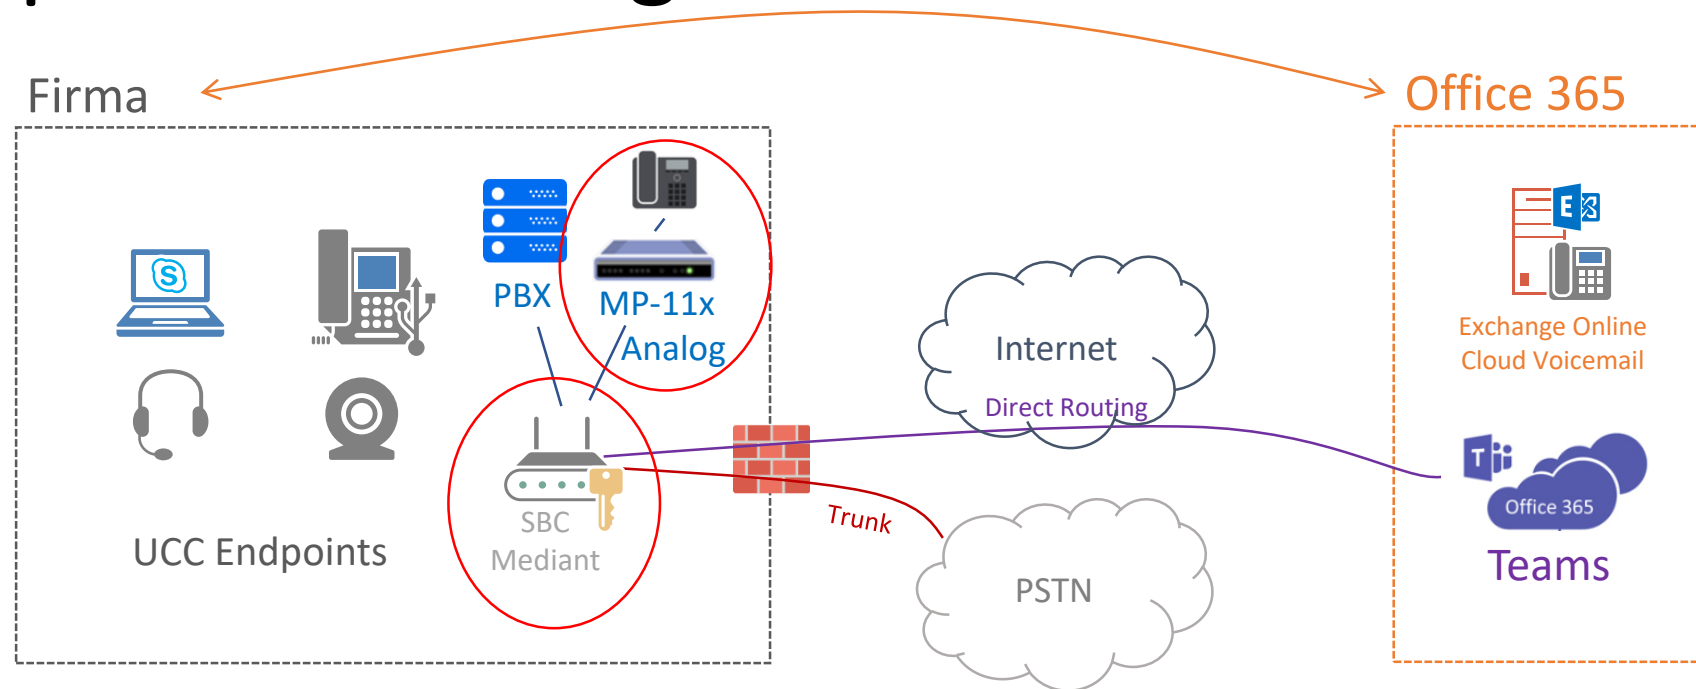 Firma
Office 365
PBX
MP-11x
Analog
S
E
Internet
Exchange Online
Cloud Voicemail
Direct Routing
T
Office 365
SBC
Mediant
Trunk
UCC Endpoints
Teams
PSTN